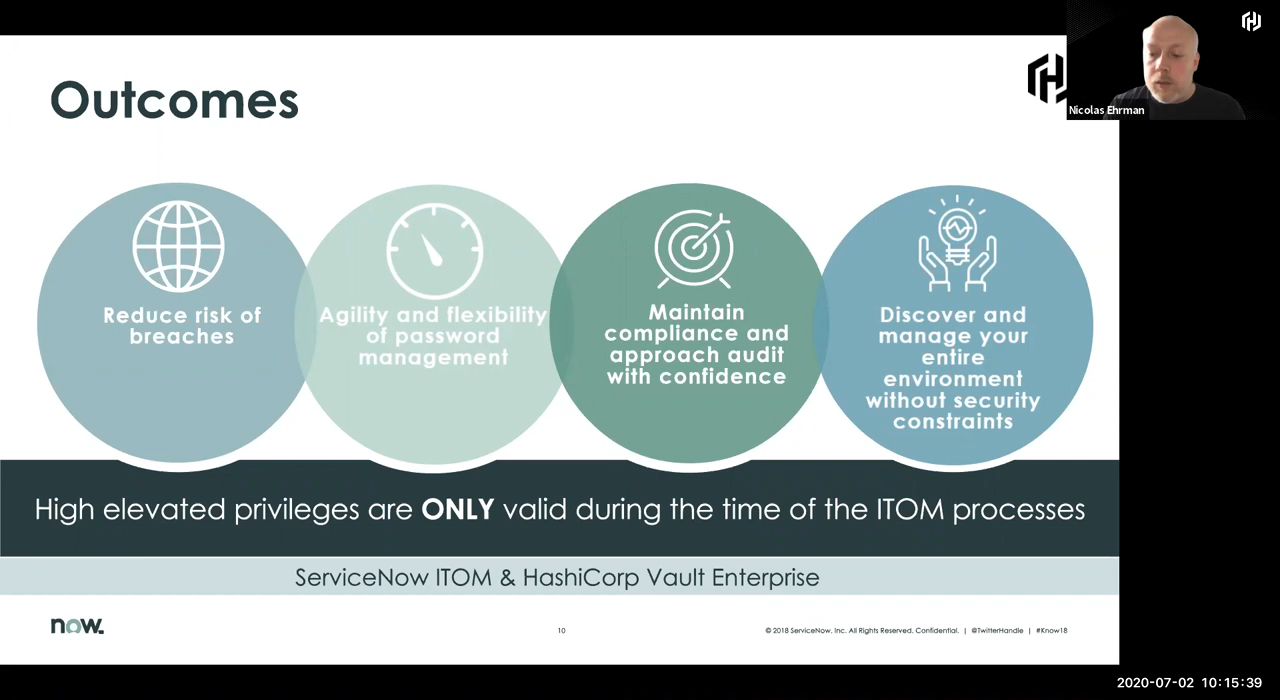 Outcomes
Nicolas Ehrman
Reduce risk of
breaches
Agility and flexibility
of password
management
Maintain
compliance and
approach audit
with confidence
Discover and
manage your
entire
environment
without security
constraints
High elevated privileges are ONLY valid during the time of the ITOM processes
ServiceNow ITOM & HashiCorp Vault Enterprise
now.
10
© 2018 ServiceNow, Inc. All Rights Reserved. Confidential. | @TwitterHandle | #Know18
2020-07-02 10:15:39